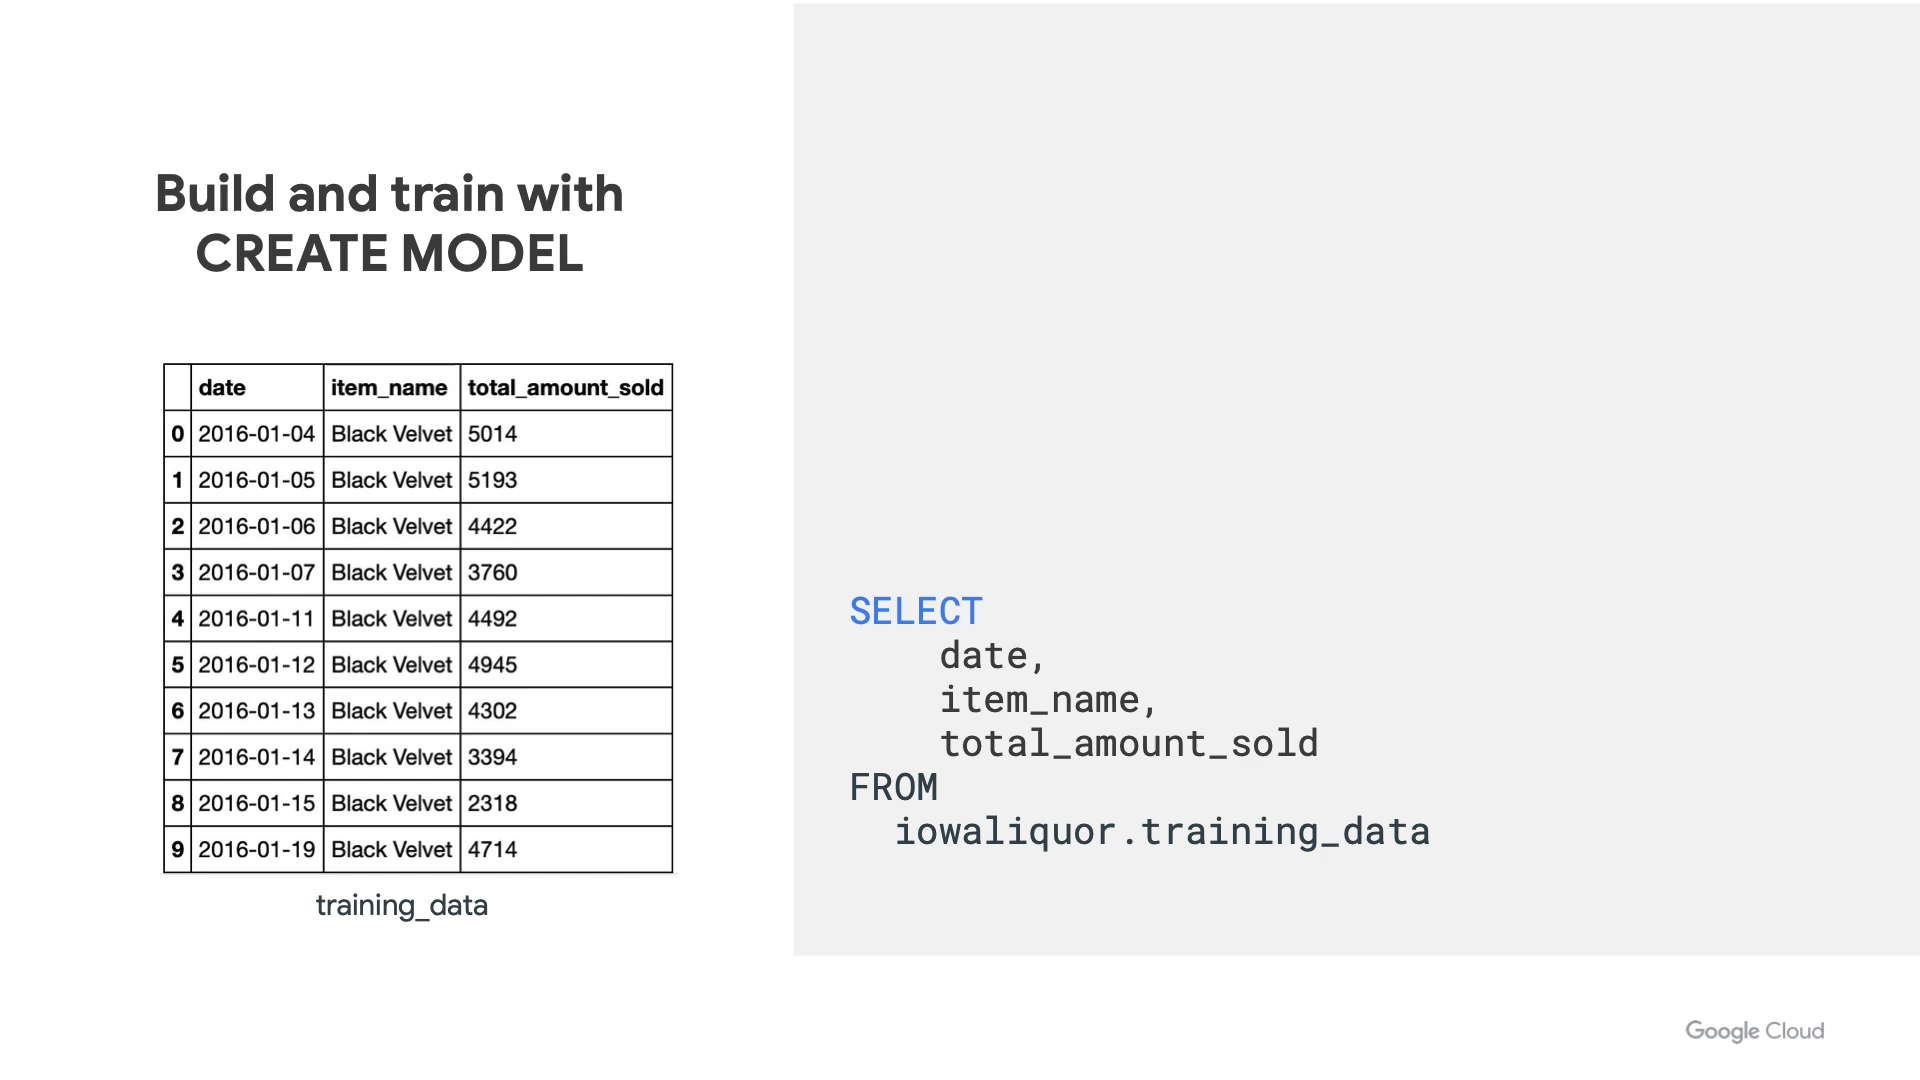 Build and train with
CREATE MODEL
date item_name total_amount_sold
0 2016-01-04 Black Velvet 5014
1 2016-01-05 Black Velvet 5193
2 2016-01-06 Black Velvet 4422
3 2016-01-07 Black Velvet 3760
4 2016-01-11 Black Velvet 4492
5 2016-01-12 Black Velvet 4945
6 2016-01-13 Black Velvet 4302
7 2016-01-14 Black Velvet 3394
8 2016-01-15 Black Velvet 2318
9 2016-01-19 Black Velvet 4714
training_data
SELECT
date,
item_name,
total_amount_sold
FROM
iowaliquor.training_data
Google Cloud